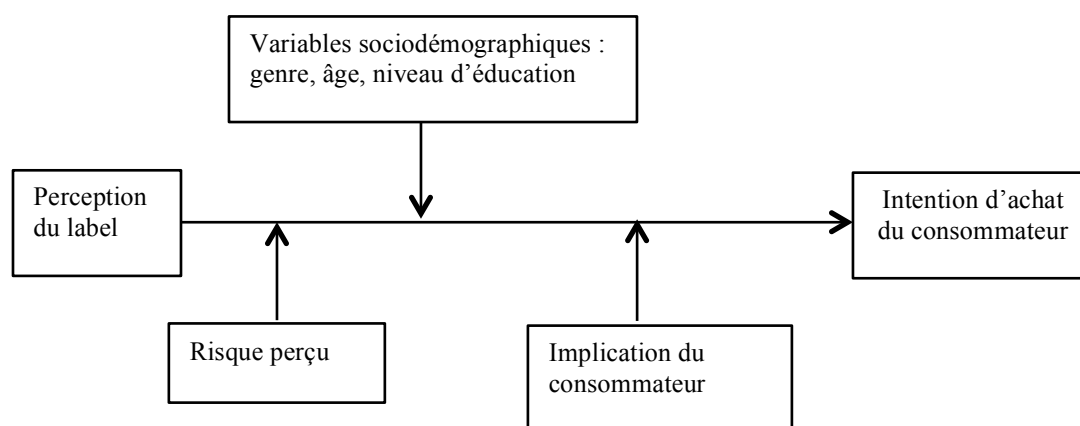 Variables sociodémographiques :
genre, âge, niveau d’éducation
Perception
du label
Intention d’achat
du consommateur
Risque perçu
Implication du
consommateur